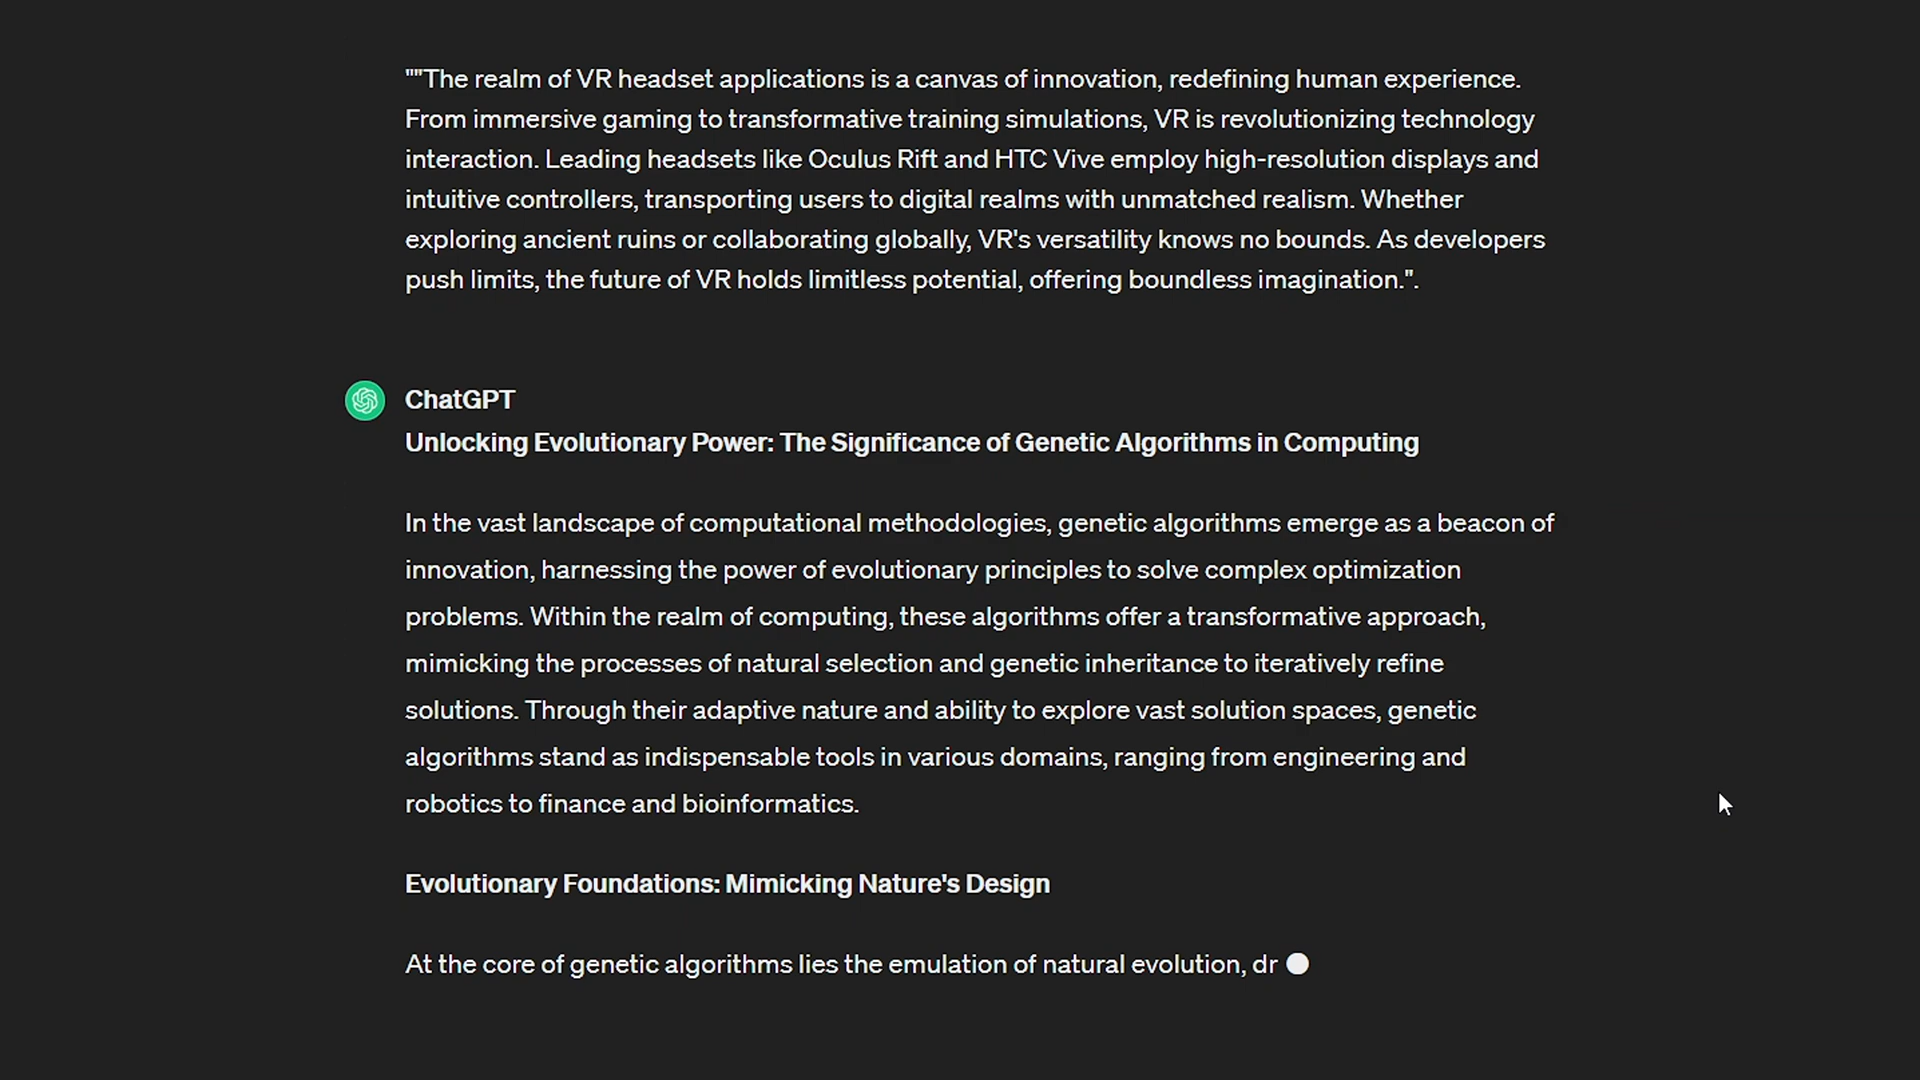 ""The realm of VR headset applications is a canvas of innovation, redefining human experience.
From immersive gaming to transformative training simulations, VR is revolutionizing technology
interaction. Leading headsets like Oculus Rift and HTC Vive employ high-resolution displays and
intuitive controllers, transporting users to digital realms with unmatched realism. Whether
exploring ancient ruins or collaborating globally, VR's versatility knows no bounds. As developers
push limits, the future of VR holds limitless potential, offering boundless imagination.".
ChatGPT
Unlocking Evolutionary Power: The Significance of Genetic Algorithms in Computing
In the vast landscape of computational methodologies, genetic algorithms emerge as a beacon of
innovation, harnessing the power of evolutionary principles to solve complex optimization
problems. Within the realm of computing, these algorithms offer a transformative approach,
mimicking the processes of natural selection and genetic inheritance to iteratively refine
solutions. Through their adaptive nature and ability to explore vast solution spaces, genetic
algorithms stand as indispensable tools in various domains, ranging from engineering and
robotics to finance and bioinformatics.
Evolutionary Foundations: Mimicking Nature's Design
At the core of genetic algorithms lies the emulation of natural evolution, dr